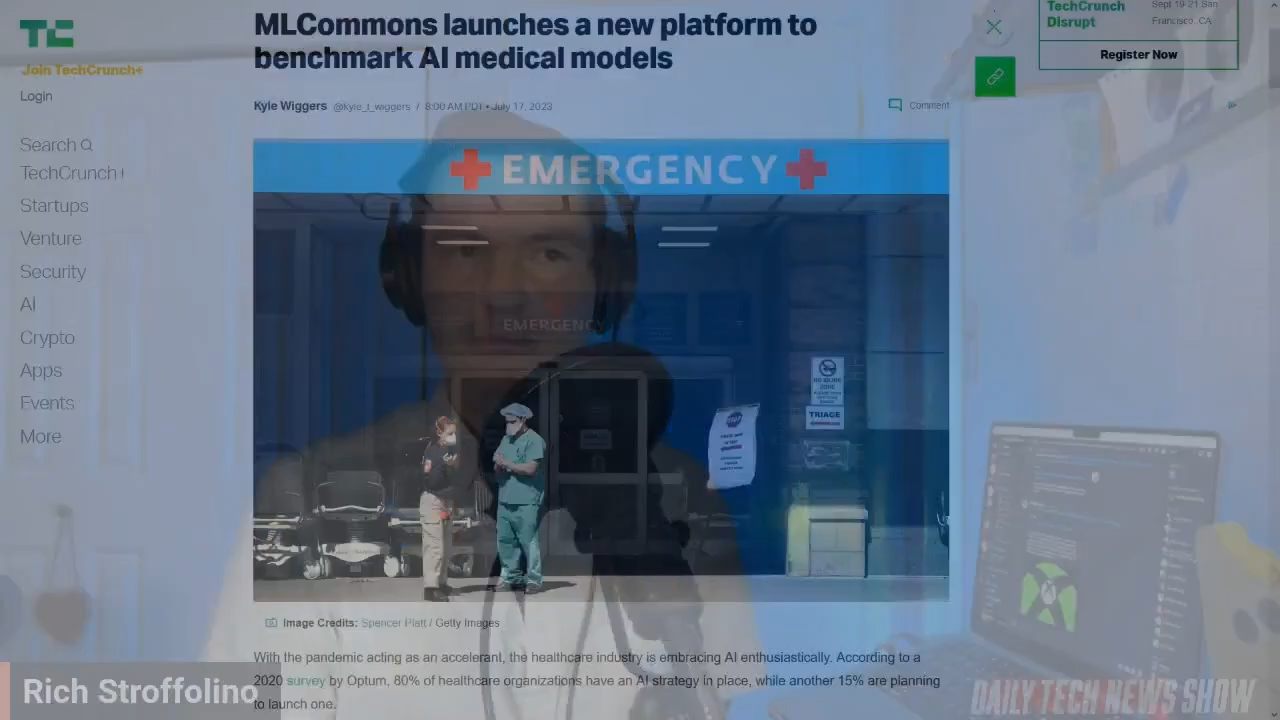 TC
Join TechCrunch+
Login
Search
TechCrunch+
Startups
Venture
Security
AI
Crypto
Apps
Events
More
MLCommons launches a new platform to
benchmark AI medical models
Kyle Wiggers @kyle_l_wiggers / 8:00 AM PDT • July 17, 2023
Comment
TechCrunch
Disrupt
Sept 19-21 San
Francisco, CA
Register Now
EMERGENCY
EMERGENCY
TRIAGE
Image Credits: Spencer Platt / Getty Images
With the pandemic acting as an accelerant, the healthcare industry is embracing AI enthusiastically. According to a
2020 survey by Optum, 80% of healthcare organizations have an AI strategy in place, while another 15% are planning
to launch one.
Rich Stroffolino
DAILY TECH NEWS SHOW